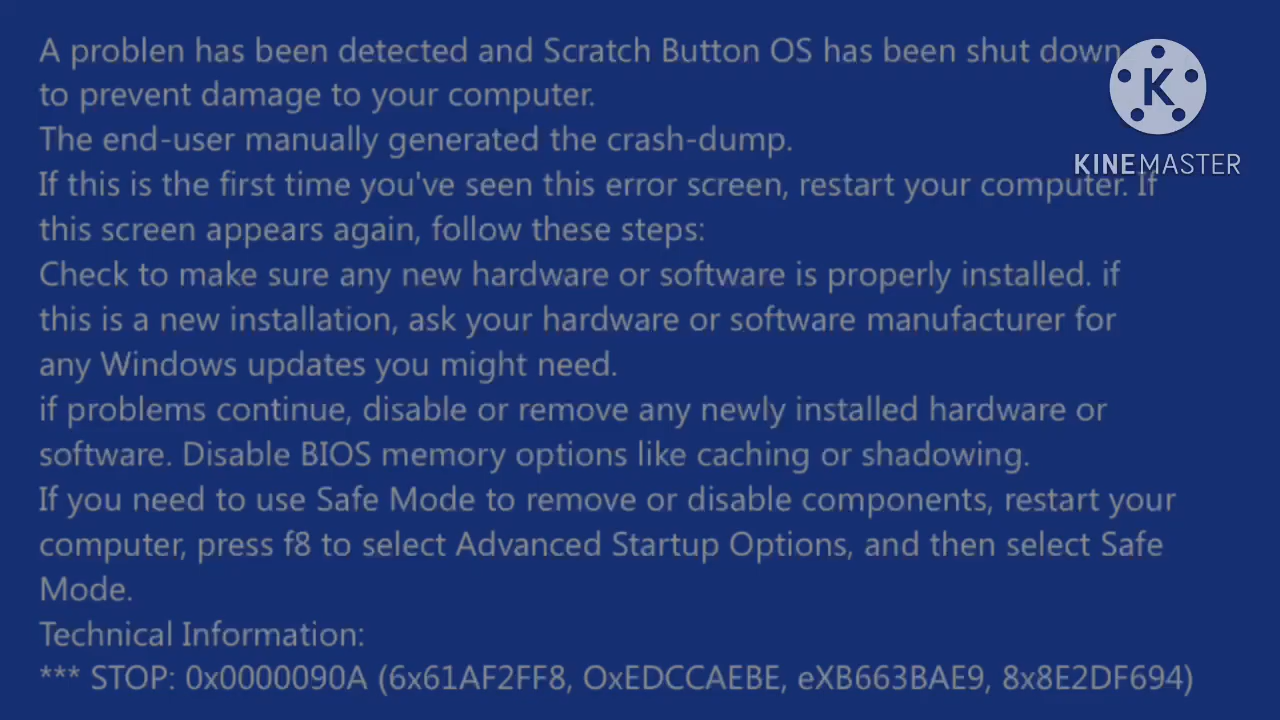 A problen has been detected and Scratch Button OS has been shut down
to prevent damage to your computer.
The end-user manually generated the crash-dump.
If this is the first time you've seen this error screen, restart your computer. If
this screen appears again, follow these steps:
Check to make sure any new hardware or software is properly installed. if
this is a new installation, ask your hardware or software manufacturer for
any Windows updates you might need.
if problems continue, disable or remove any newly installed hardware or
software. Disable BIOS memory options like caching or shadowing.
If you need to use Safe Mode to remove or disable components, restart your
computer, press f8 to select Advanced Startup Options, and then select Safe
Mode.
Technical Information:
*** STOP: 0x0000090A (6x61AF2FF8, OxEDCCAEBE, eXB663BAE9, 8x8E2DF694)
K
KINEMASTER